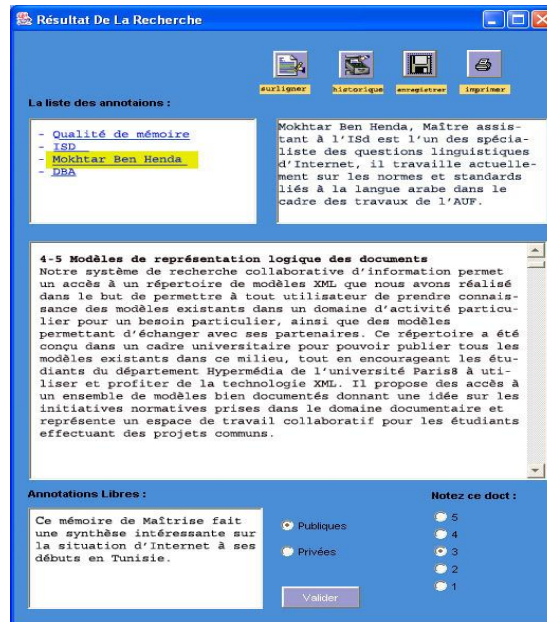 Résultat De La Recherche
surligner historique enregistrer imprimer
La liste des annotaions :
- Qualité de mémoire
- ISD
- Mokhtar Ben Henda
- DBA
Mokhtar Ben Henda, Maître assis-
tant à l'ISd est l'un des spécia-
liste des questions linguistiques
d'Internet, il travaille actuelle-
ment sur les normes et standards
liés à la langue arabe dans le
cadre des travaux de l'AUF.
4-5 Modèles de représentation logique des documents
Notre système de recherche collaborative d'information permet
un accès à un répertoire de modèles XML que nous avons réalisé
dans le but de permettre à tout utilisateur de prendre connais-
sance des modèles existants dans un domaine d'activité particu-
lier pour un besoin particulier, ainsi que des modèles
permettant d'échanger avec ses partenaires. Ce répertoire a été
conçu dans un cadre universitaire pour pouvoir publier tous les
modèles existants dans ce milieu, tout en encourageant les étu-
diants du département Hypermédia de l'université Paris8 à uti-
liser et profiter de la technologie XML. Il propose des accès à
un ensemble de modèles bien documentés donnant une idée sur les
initiatives normatives prises dans le domaine documentaire et
représente un espace de travail collaboratif pour les étudiants
effectuant des projets communs.
Annotations Libres :
Ce mémoire de Maîtrise fait
une synthèse intéressante sur
la situation d'Internet à ses
débuts en Tunisie.
Publiques
Privées
Valider
Notez ce doct :
5
4
3
2
1